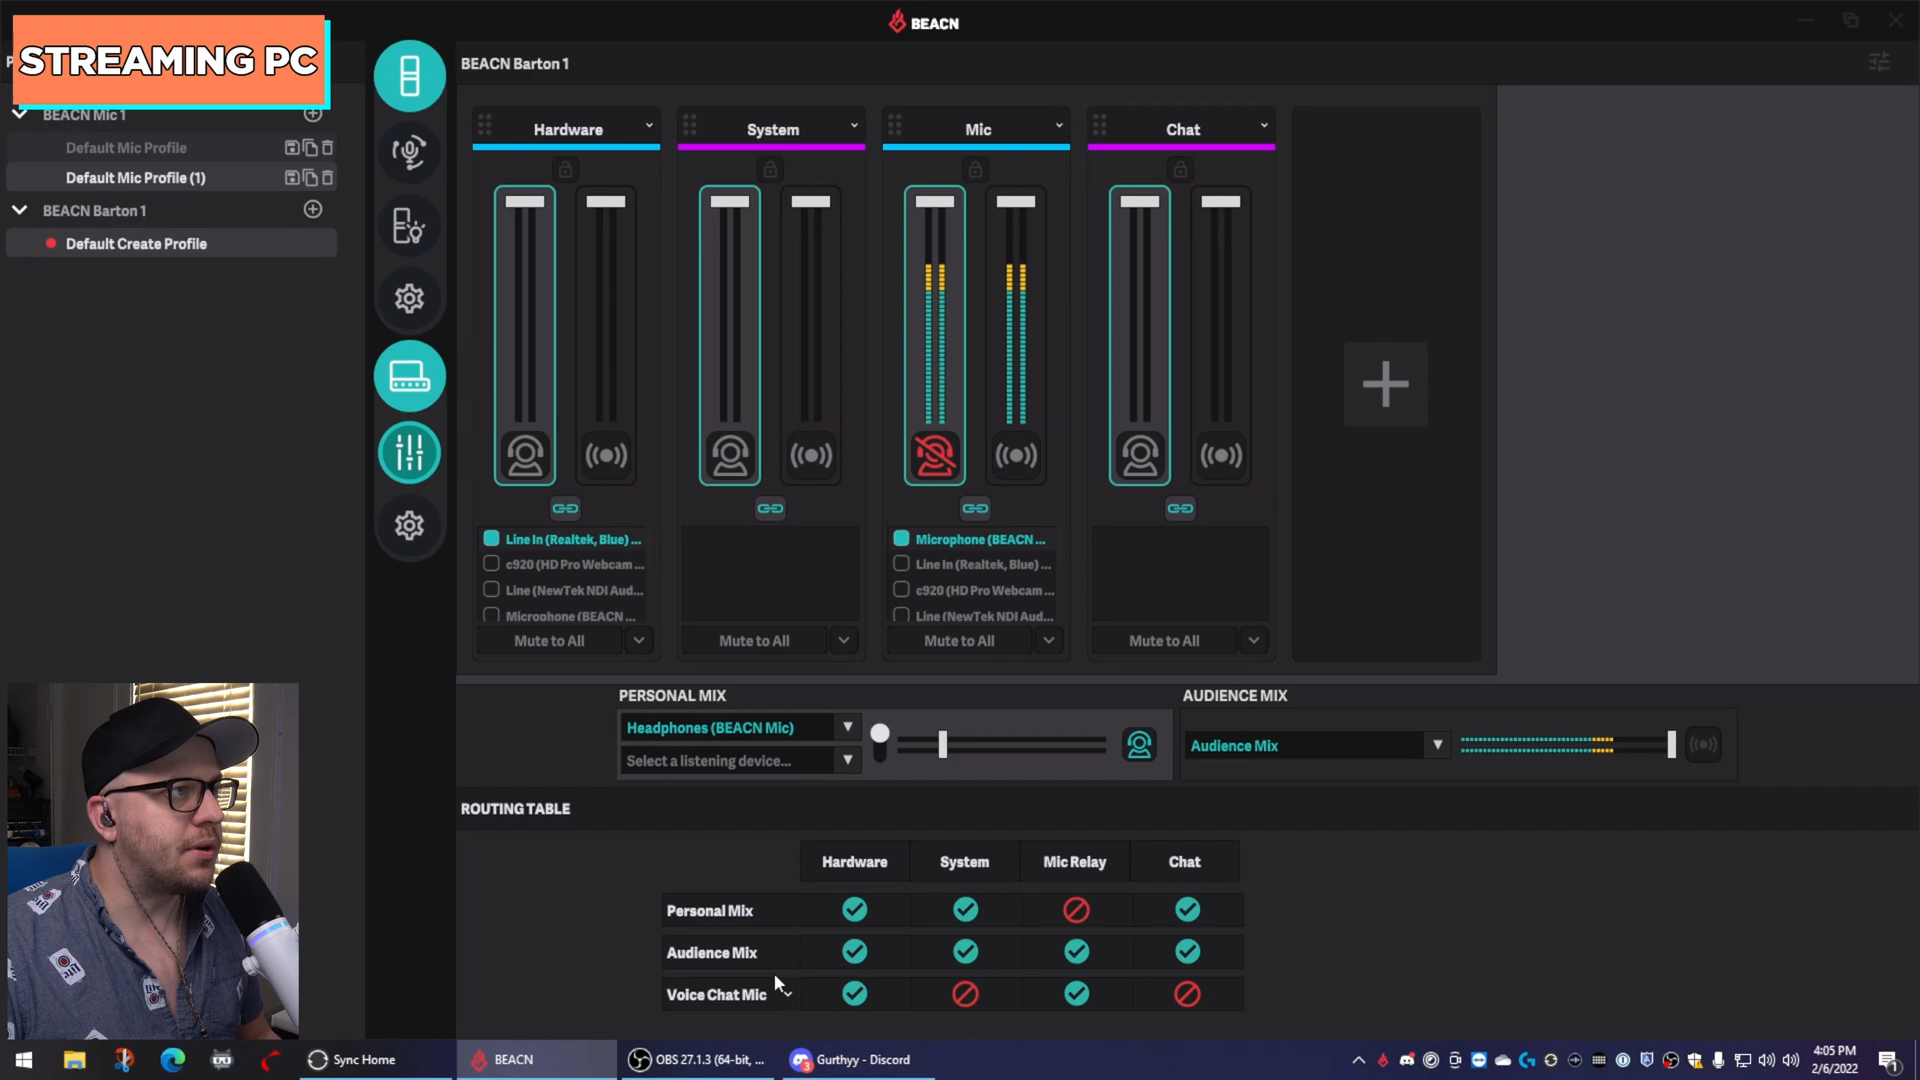 STREAMING PC
BEACN
BEACN Barton 1
BEACN Mic 1
Default Mic Profile
Default Mic Profile (1)
BEACN Barton 1
Default Create Profile
Hardware
System
Mic
Chat
Line In (Realtek, Blue) ...
c920 (HD Pro Webcam ...
Line (NewTek NDI Aud...
Microphone (BEACN ...
Microphone (BEACN ...
Line In (Realtek, Blue) ...
c920 (HD Pro Webcam ...
Line (NewTek NDI Aud...
Mute to All
Mute to All
Mute to All
Mute to All
PERSONAL MIX
Headphones (BEACN Mic)
Select a listening device...
AUDIENCE MIX
Audience Mix
ROUTING TABLE
Hardware System Mic Relay Chat
Personal Mix
Audience Mix
Voice Chat Mic
Sync Home
BEACN
OBS 27.1.3 (64-bit, ...
3
Gurthyy - Discord
4:05 PM
2/6/2022
1